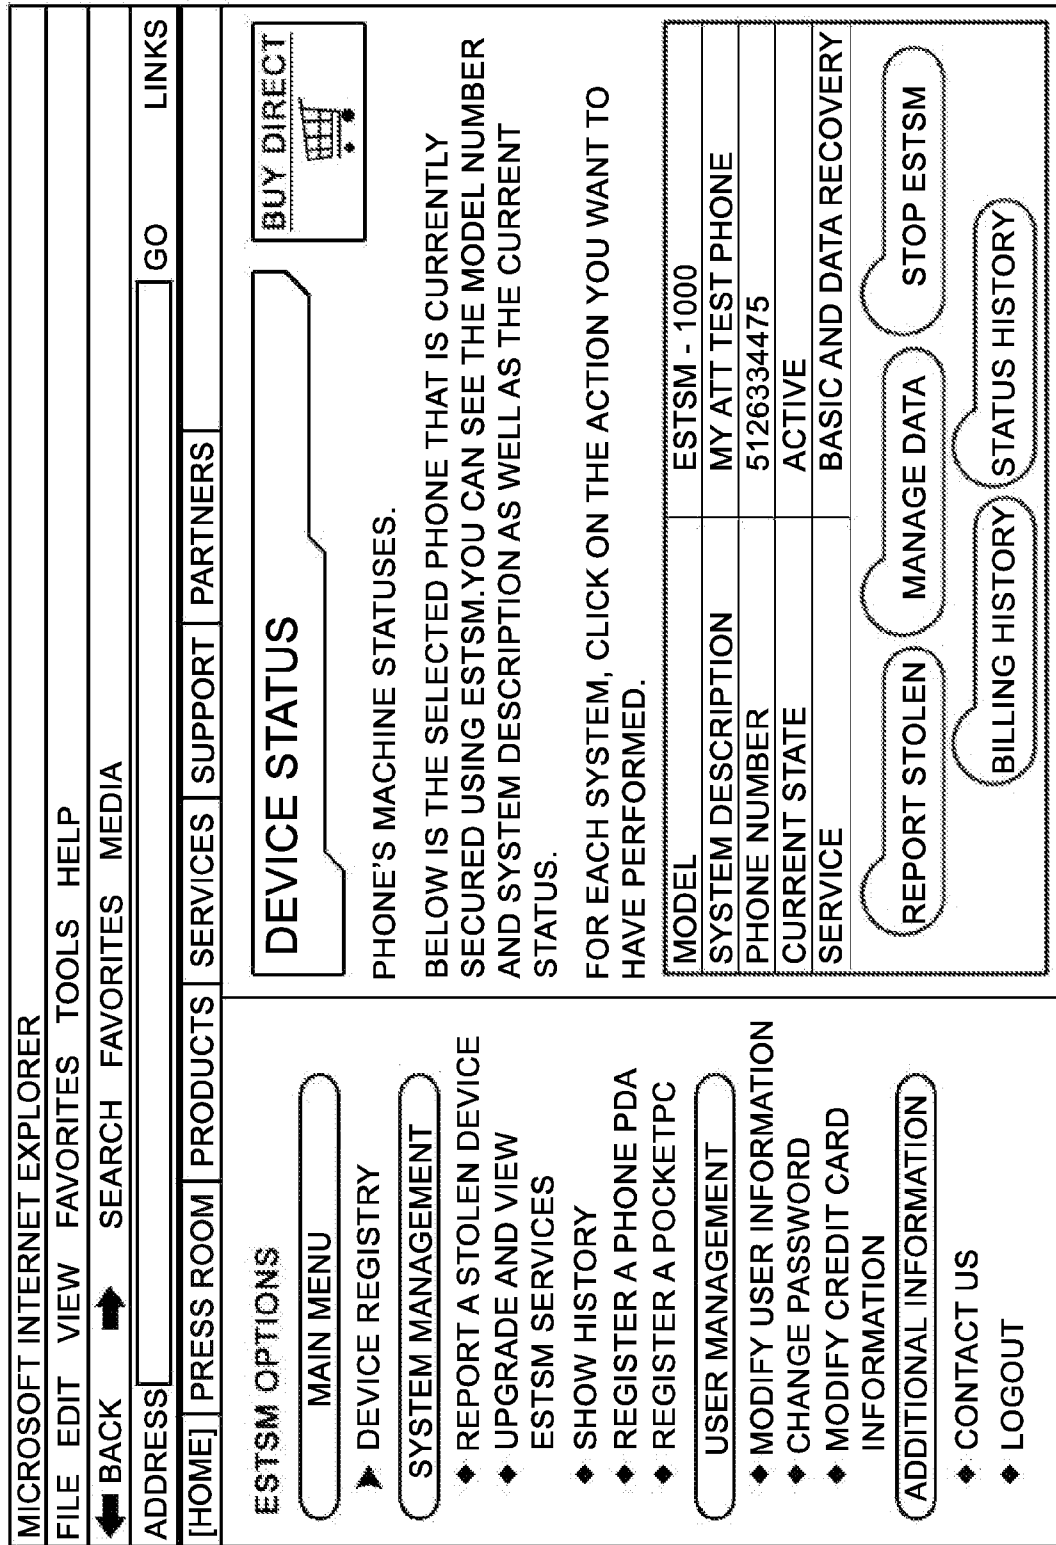 MICROSOFT INTERNET EXPLORER
FILE EDIT VIEW FAVORITES TOOLS HELP
BACK SEARCH FAVORITES MEDIA
ADDRESS GO LINKS
[HOME] PRESS ROOM PRODUCTS SERVICES SUPPORT PARTNERS
ESTSM OPTIONS
MAIN MENU
DEVICE REGISTRY
SYSTEM MANAGEMENT
REPORT A STOLEN DEVICE
UPGRADE AND VIEW
ESTSM SERVICES
SHOW HISTORY
REGISTER A PHONE PDA
REGISTER A POCKETPC
USER MANAGEMENT
MODIFY USER INFORMATION
CHANGE PASSWORD
MODIFY CREDIT CARD
INFORMATION
ADDITIONAL INFORMATION
CONTACT US
LOGOUT
DEVICE STATUS
BUY DIRECT
PHONE'S MACHINE STATUSES.
BELOW IS THE SELECTED PHONE THAT IS CURRENTLY
SECURED USING ESTSM.YOU CAN SEE THE MODEL NUMBER
AND SYSTEM DESCRIPTION AS WELL AS THE CURRENT
STATUS.
FOR EACH SYSTEM, CLICK ON THE ACTION YOU WANT TO
HAVE PERFORMED.
MODEL ESTSM - 1000
SYSTEM DESCRIPTION MY ATT TEST PHONE
PHONE NUMBER 5126334475
CURRENT STATE ACTIVE
SERVICE BASIC AND DATA RECOVERY
REPORT STOLEN MANAGE DATA STOP ESTSM
BILLING HISTORY STATUS HISTORY